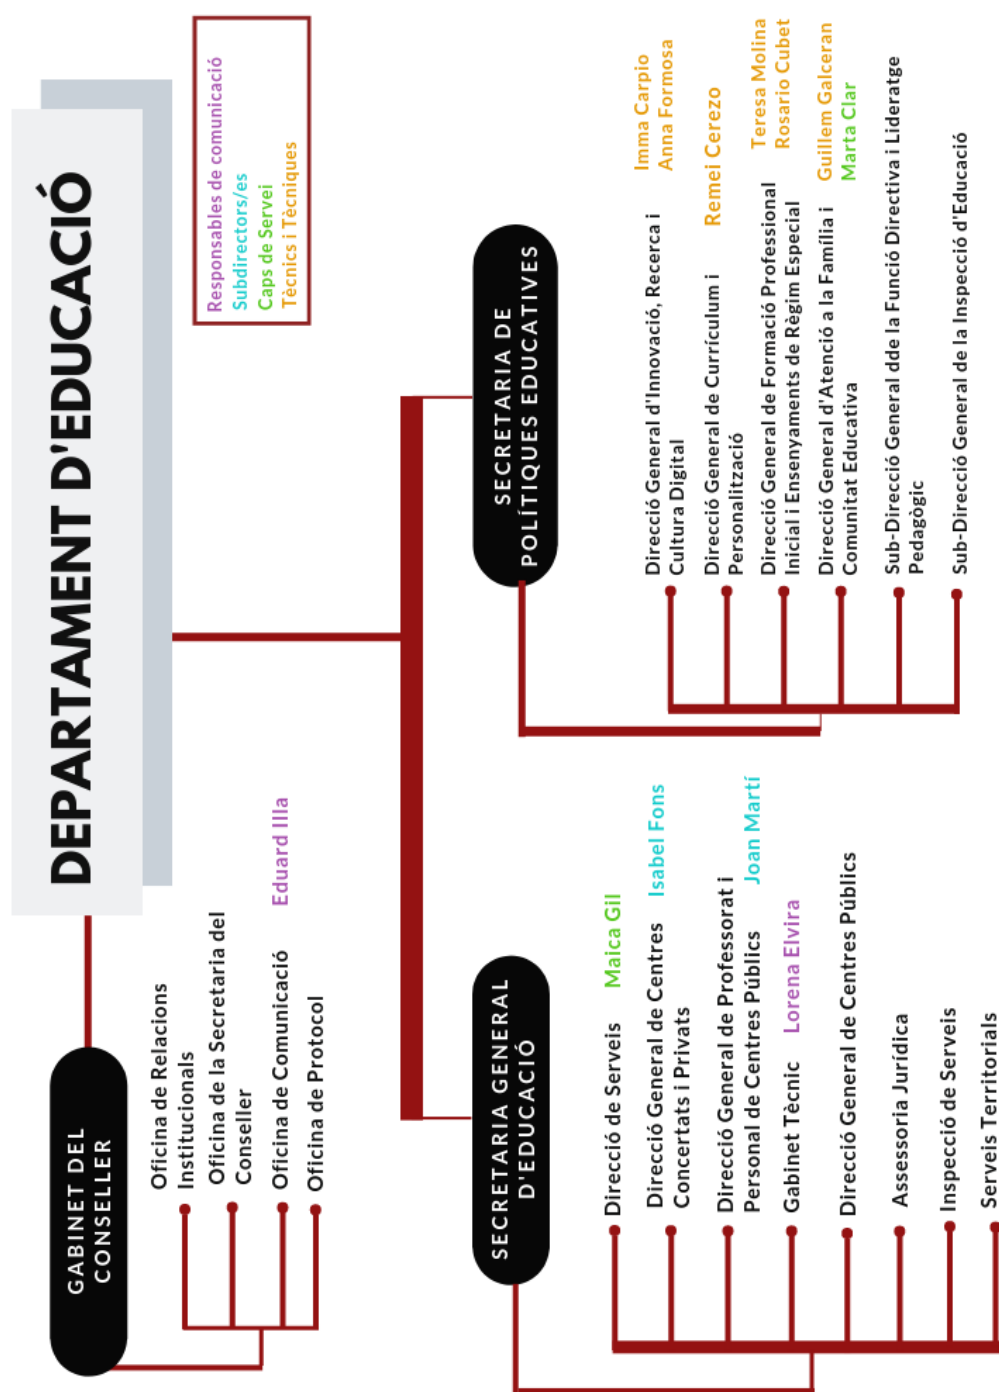 DEPARTAMENT D'EDUCACIÓ
Responsables de comunicació
Subdirectors/es
Caps de Servei
Tècnics i Tècniques
GABINET DEL
CONSELLER
Oficina de Relacions
Institucionals
Oficina de la Secretaria del
Conseller
Oficina de Comunicació Eduard Illa
Oficina de Protocol
SECRETARIA GENERAL
D'EDUCACIÓ
Direcció de Serveis Maica Gil
Direcció General de Centres Isabel Fons
Concertats i Privats
Direcció General de Professorat i
Personal de Centres Públics Joan Martí
Gabinet Tècnic Lorena Elvira
Direcció General de Centres Públics
Assessoria Jurídica
Inspecció de Serveis
Serveis Territorials
SECRETARIA DE
POLÍTIQUES EDUCATIVES
Imma Carpio
Direcció General d'Innovació, Recerca i Anna Formosa
Cultura Digital
Direcció General de Currículum i Remei Cerezo
Personalització
Direcció General de Formació Professional Teresa Molina
Inicial i Ensenyaments de Règim Especial Rosario Cubet
Direcció General d'Atenció a la Família i Guillem Galceran
Comunitat Educativa Marta Clar
Sub-Direcció General dde la Funció Directiva i Lideratge
Pedagògic
Sub-Direcció General de la Inspecció d'Educació